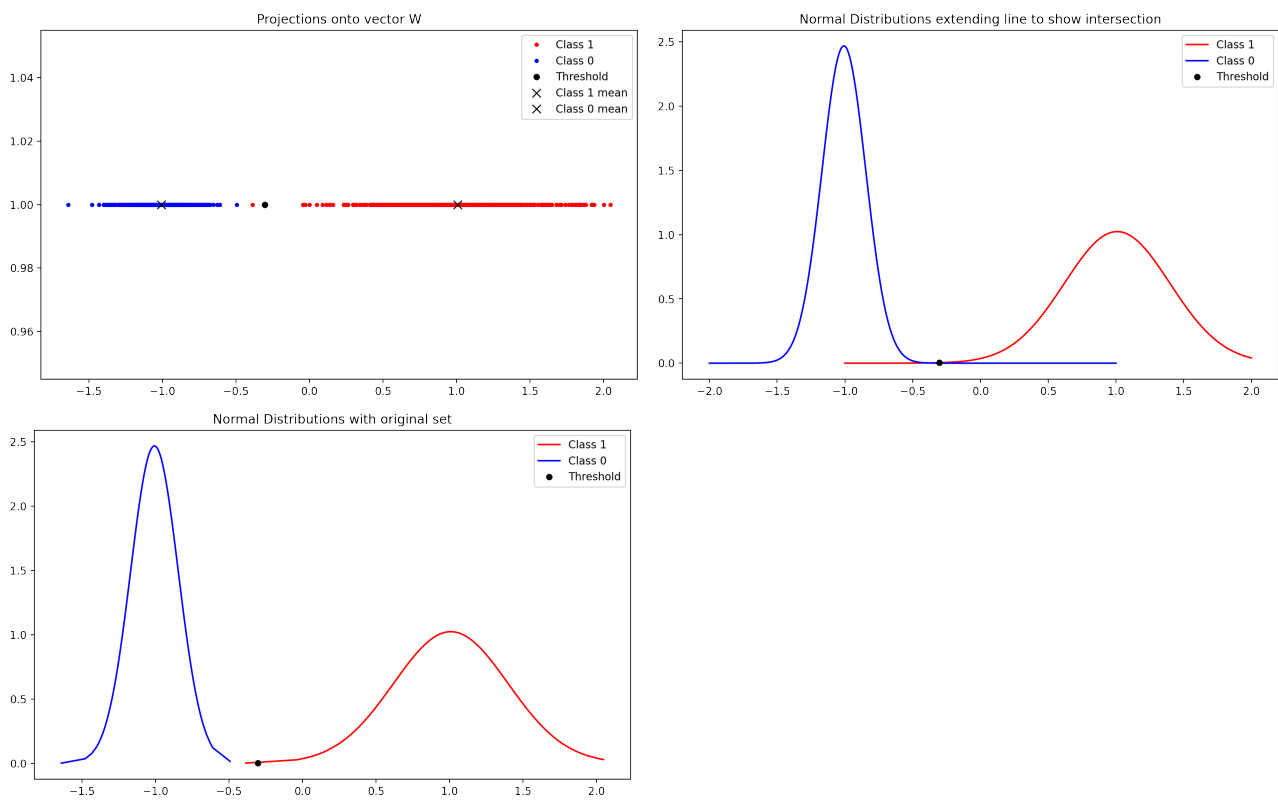 Projections onto vector W
1.04
1.02
1.00
0.98
0.96
−1.5 −1.0 −0.5 0.0 0.5 1.0 1.5 2.0
Class 1
Class 0
Threshold
Class 1 mean
Class 0 mean
Normal Distributions extending line to show intersection
2.5
2.0
1.5
1.0
0.5
0.0
−2.0 −1.5 −1.0 −0.5 0.0 0.5 1.0 1.5 2.0
Class 1
Class 0
Threshold
Normal Distributions with original set
2.5
2.0
1.5
1.0
0.5
0.0
−1.5 −1.0 −0.5 0.0 0.5 1.0 1.5 2.0
Class 1
Class 0
Threshold